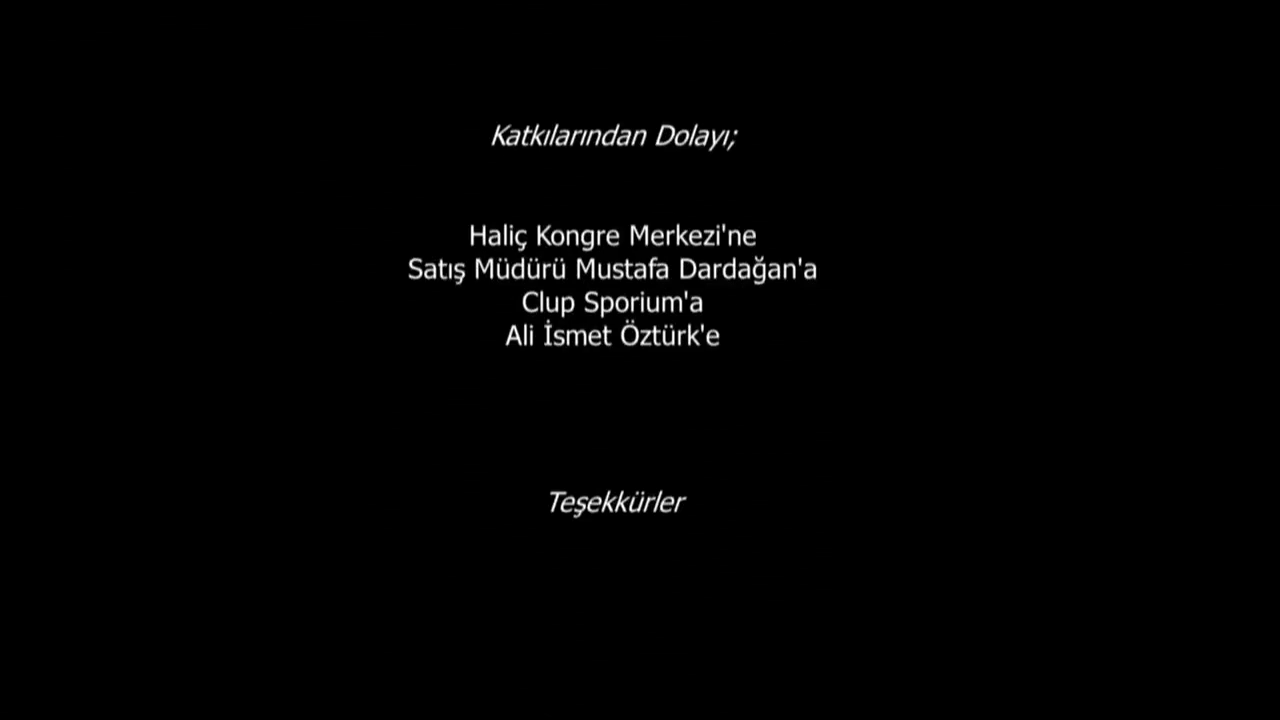 Katkılarından Dolayı;
Haliç Kongre Merkezi'ne
Satış Müdürü Mustafa Dardağan'a
Clup Sporium'a
Ali İsmet Öztürk'e
Teşekkürler